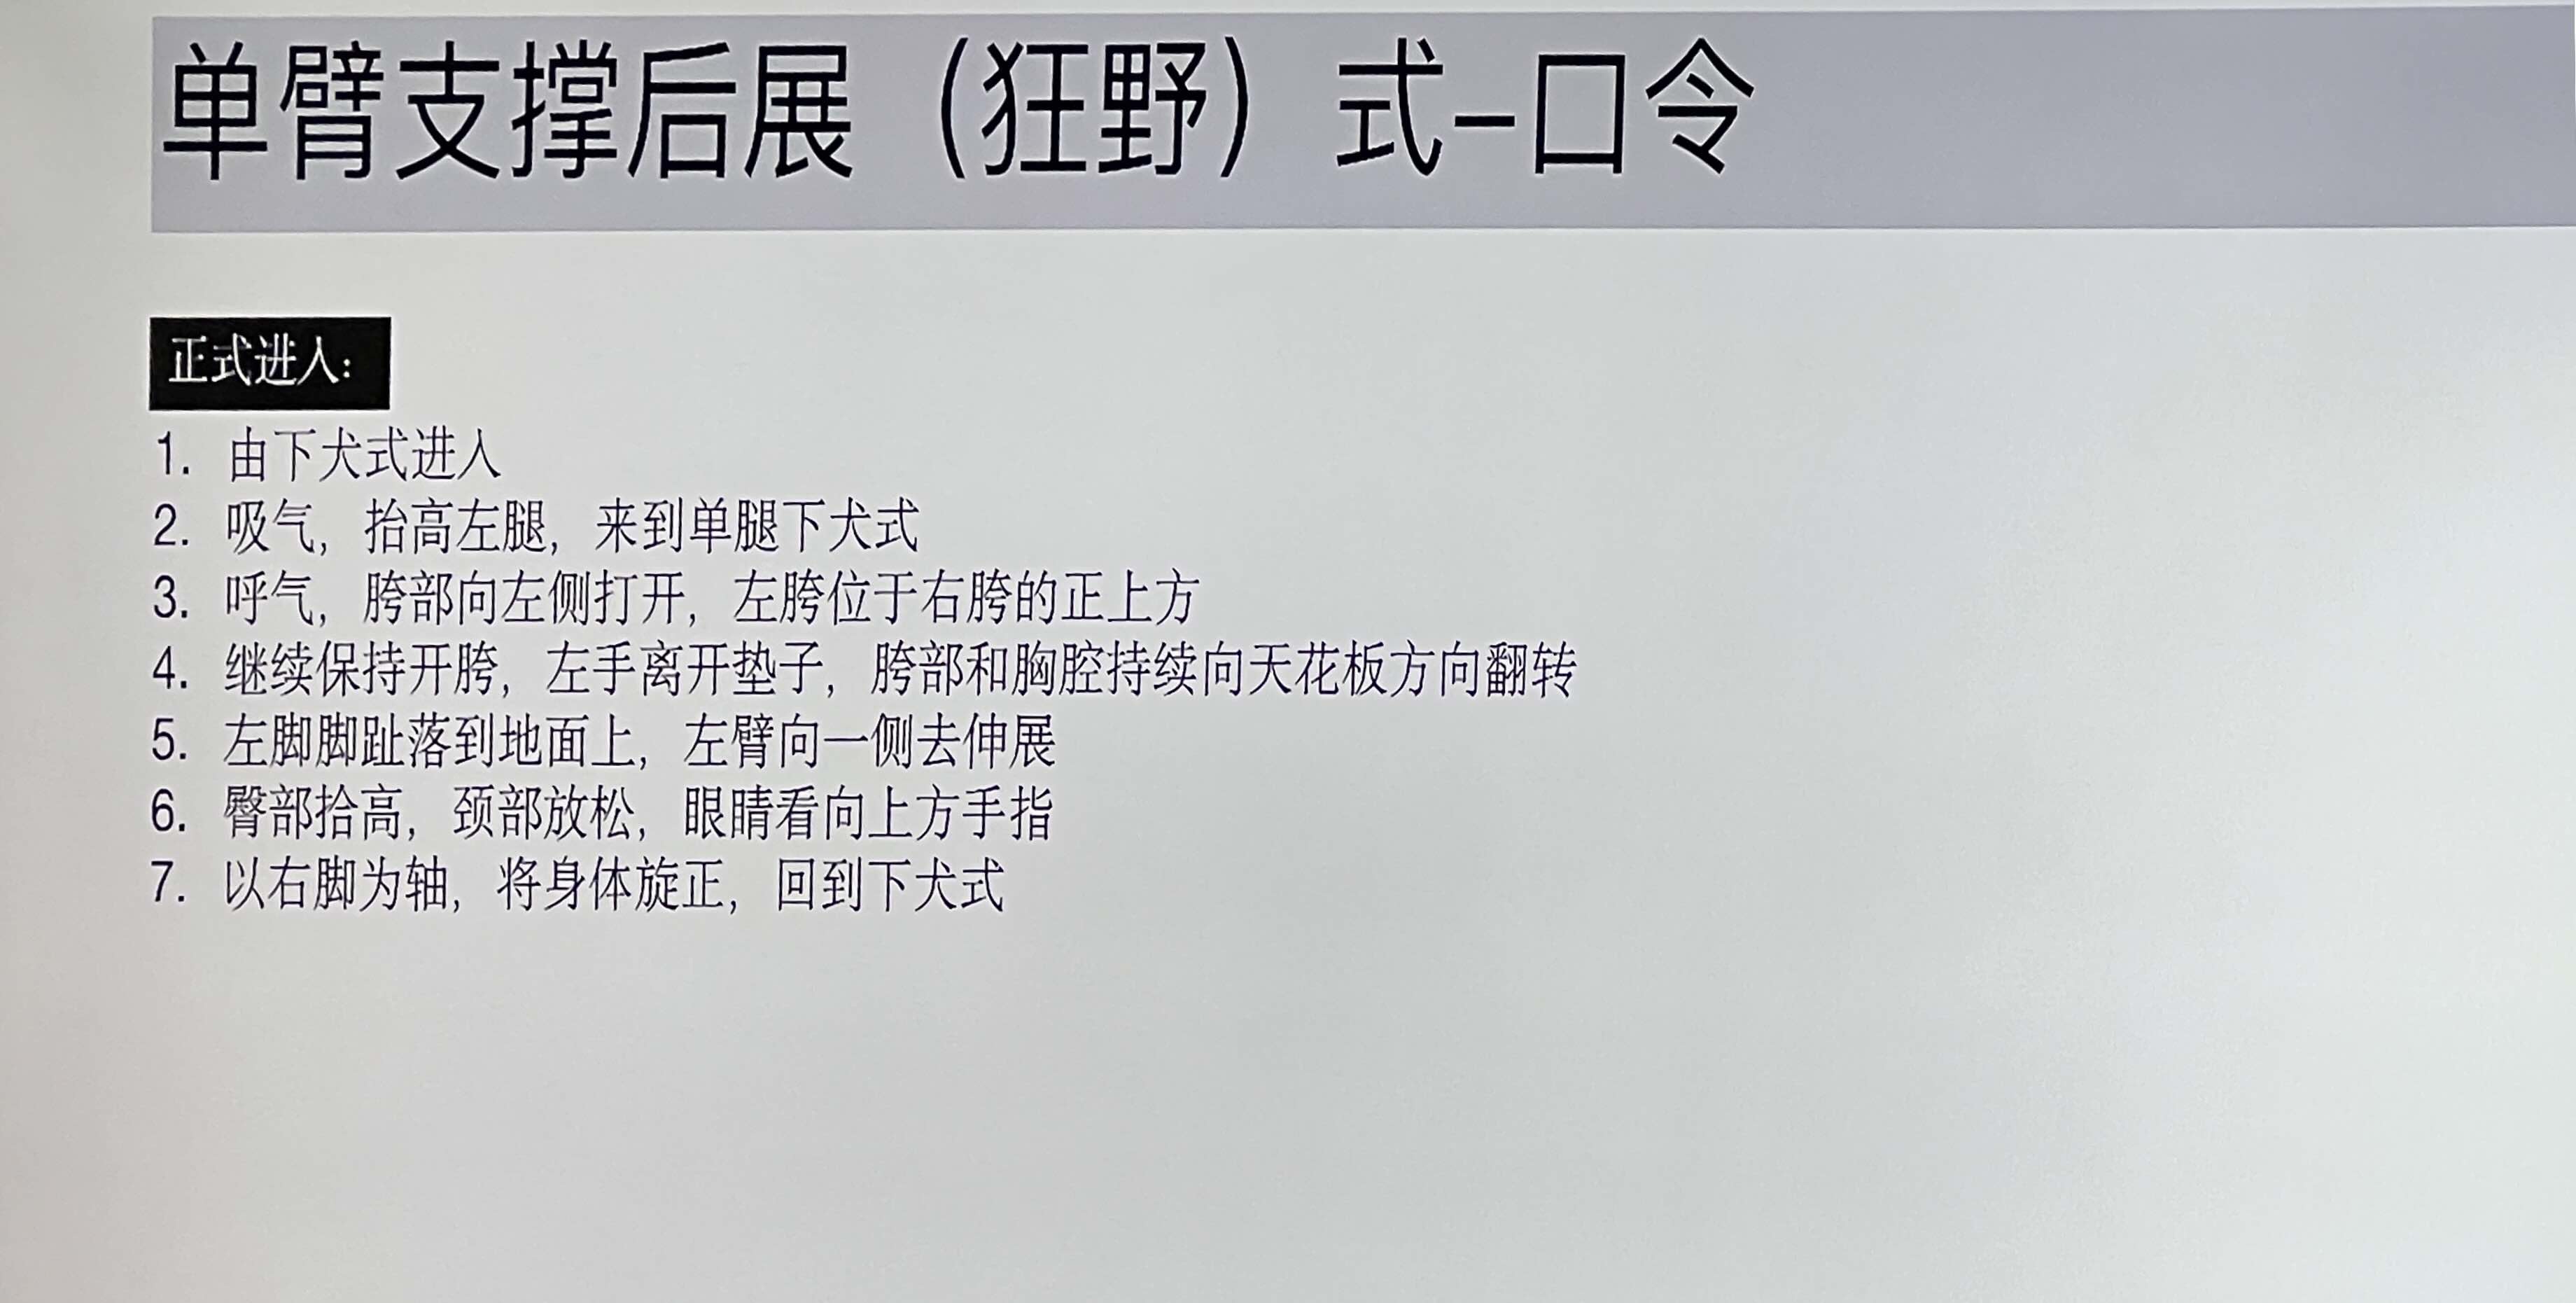 单臂支撑后展（狂野）式-口令
正式进入：
1. 由下犬式进入
2. 吸气，抬高左腿，来到单腿下犬式
3. 呼气，胯部向左侧打开，左胯位于右胯的正上方
4. 继续保持开胯，左手离开垫子，胯部和胸腔持续向天花板方向翻转
5. 左脚脚趾落到地面上，左臂向一侧去伸展
6. 臀部抬高，颈部放松，眼睛看向上方手指
7. 以右脚为轴，将身体旋正，回到下犬式